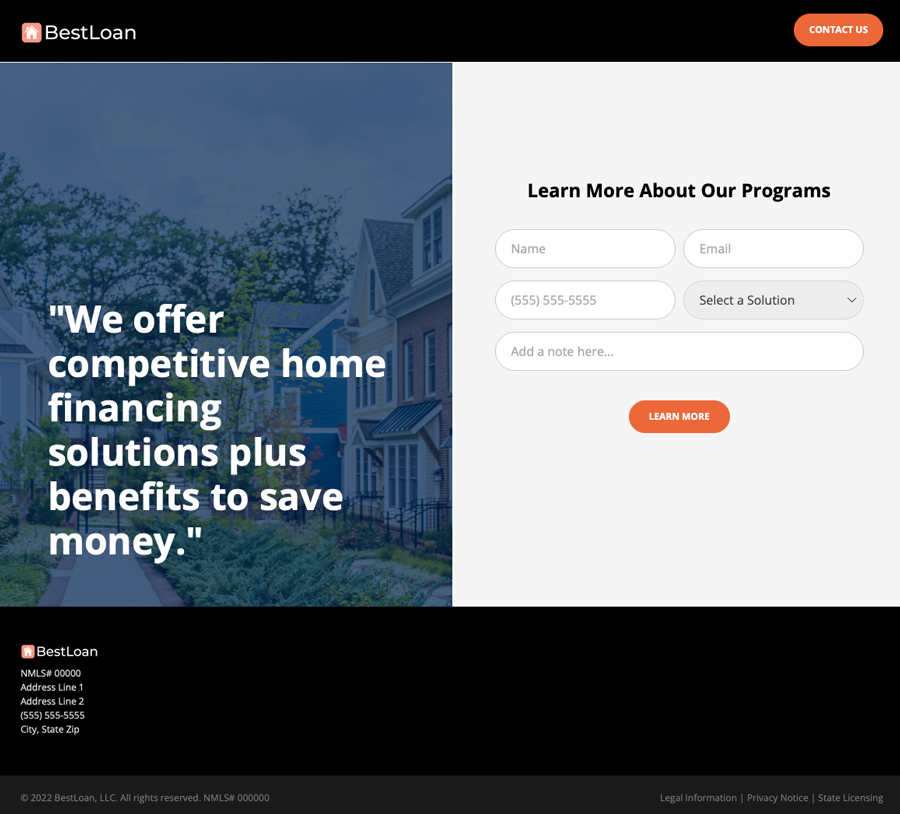 BestLoan
CONTACT US
"We offer
competitive home
financing
solutions plus
benefits to save
money."
Learn More About Our Programs
Name
Email
(555) 555-5555
Select a Solution
Add a note here...
LEARN MORE
BestLoan
NMLS# 00000
Address Line 1
Address Line 2
(555) 555-5555
City, State Zip
© 2022 BestLoan, LLC. All rights reserved. NMLS# 000000
Legal Information | Privacy Notice | State Licensing